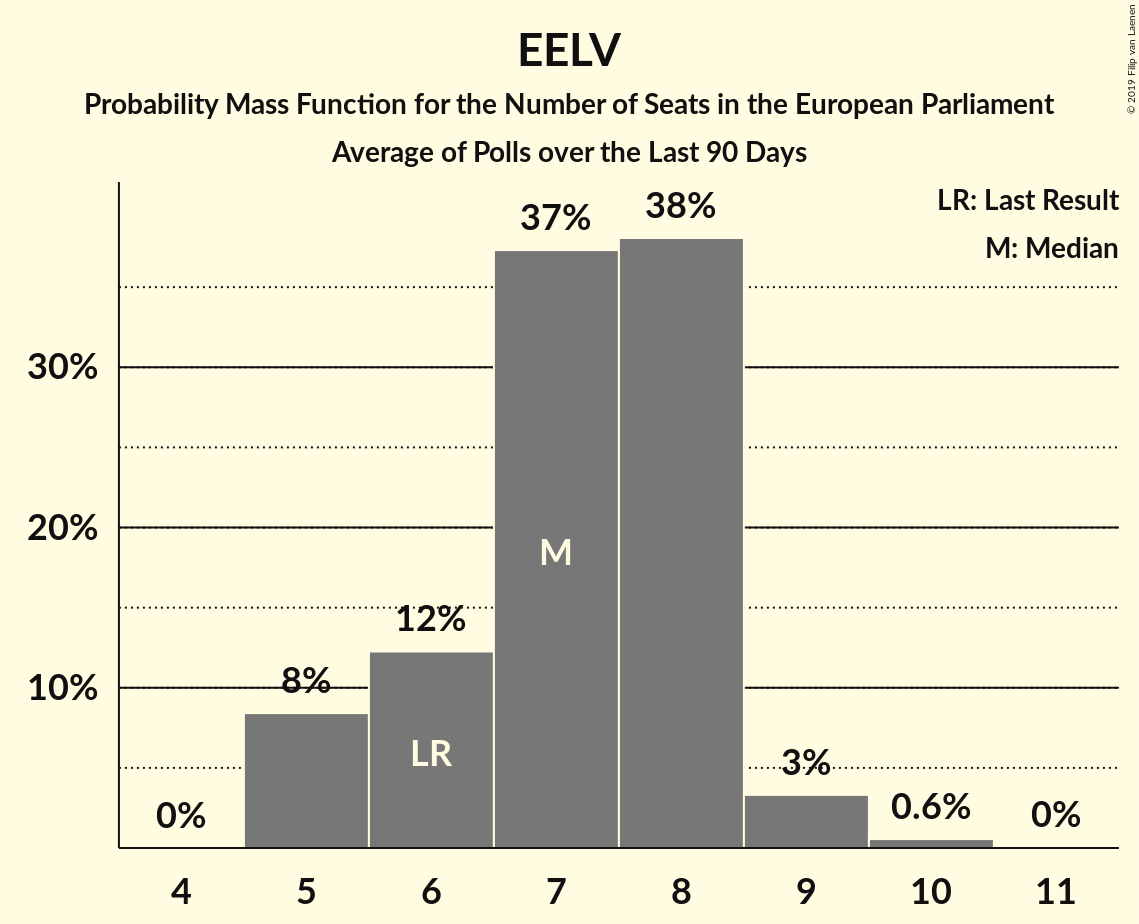 EELV
Probability Mass Function for the Number of Seats in the European Parliament
Average of Polls over the Last 90 Days
© 2019 Filip van Laenen
LR: Last Result
M: Median
37%
38%
30%
20%
10%
M
12%
8%
LR
3%
0%
0.6%
0%
4 5 6 7 8 9 10 11